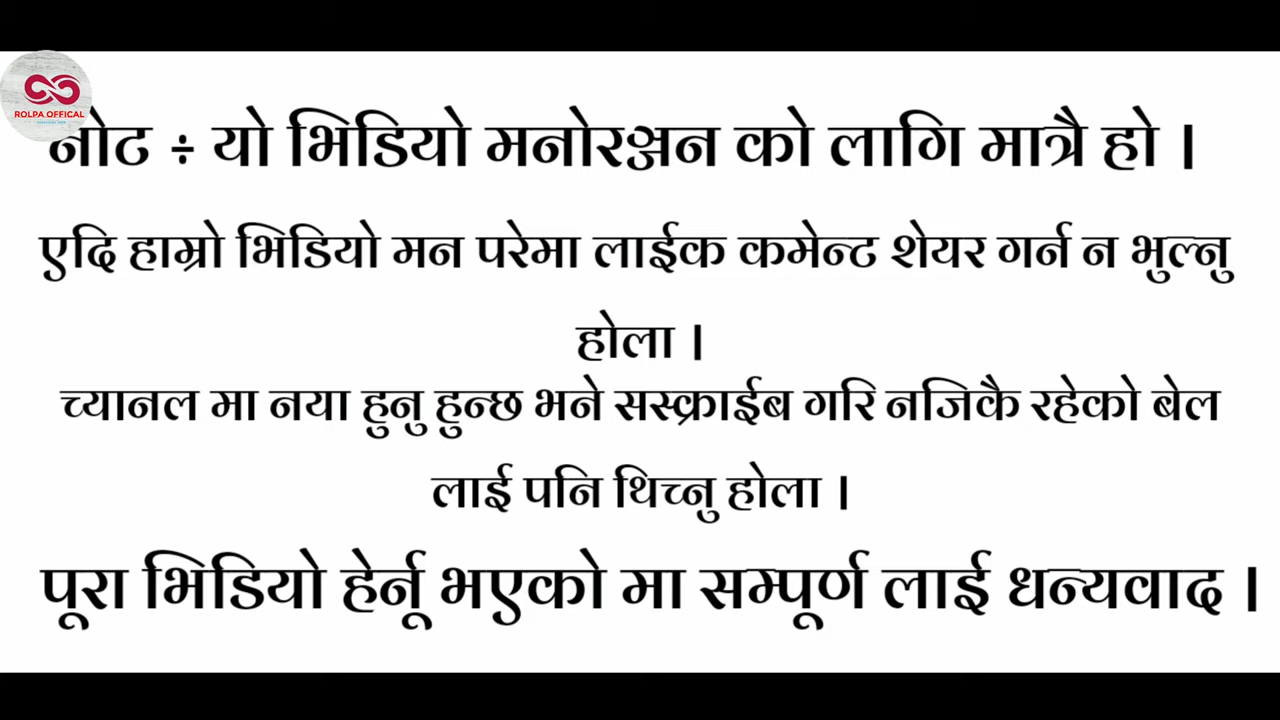 ROLPA OFFICAL
नोट ÷ यो भिडियो मनोरञ्जन को लागि मात्रै हो ।
एदि हाम्रो भिडियो मन परेमा लाईक कमेन्ट शेयर गर्न न भुल्नु
होला ।
च्यानल मा नया हुनु हुन्छ भने सस्क्राईब गरि नजिकै रहेको बेल
लाई पनि थिच्नु होला ।
पूरा भिडियो हेर्नू भएको मा सम्पूर्ण लाई धन्यवाद ।